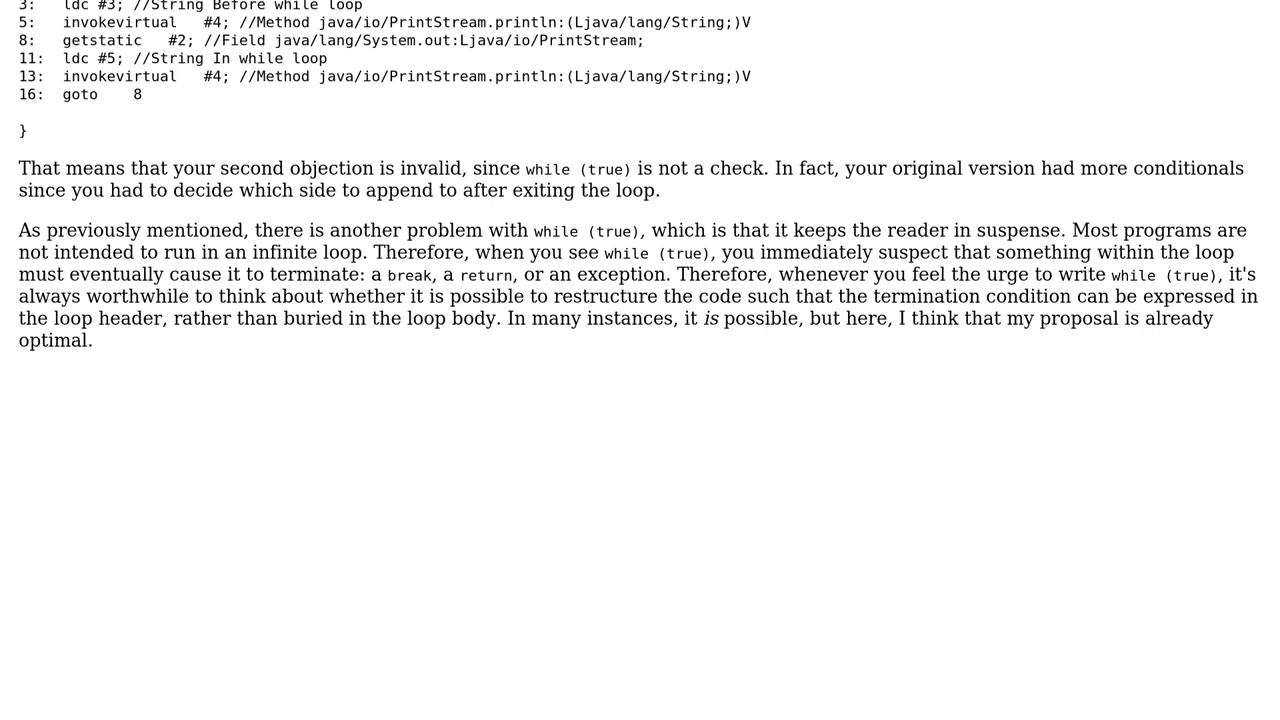 3:   ldc #3; //String Before while loop
5:   invokevirtual   #4; //Method java/io/PrintStream.println:(Ljava/lang/String;)V
8:   getstatic   #2; //Field java/lang/System.out:Ljava/io/PrintStream;
11:  ldc #5; //String In while loop
13:  invokevirtual   #4; //Method java/io/PrintStream.println:(Ljava/lang/String;)V
16:  goto    8
}
That means that your second objection is invalid, since while (true) is not a check. In fact, your original version had more conditionals
since you had to decide which side to append to after exiting the loop.
As previously mentioned, there is another problem with while (true), which is that it keeps the reader in suspense. Most programs are
not intended to run in an infinite loop. Therefore, when you see while (true), you immediately suspect that something within the loop
must eventually cause it to terminate: a break, a return, or an exception. Therefore, whenever you feel the urge to write while (true), it's
always worthwhile to think about whether it is possible to restructure the code such that the termination condition can be expressed in
the loop header, rather than buried in the loop body. In many instances, it is possible, but here, I think that my proposal is already
optimal.